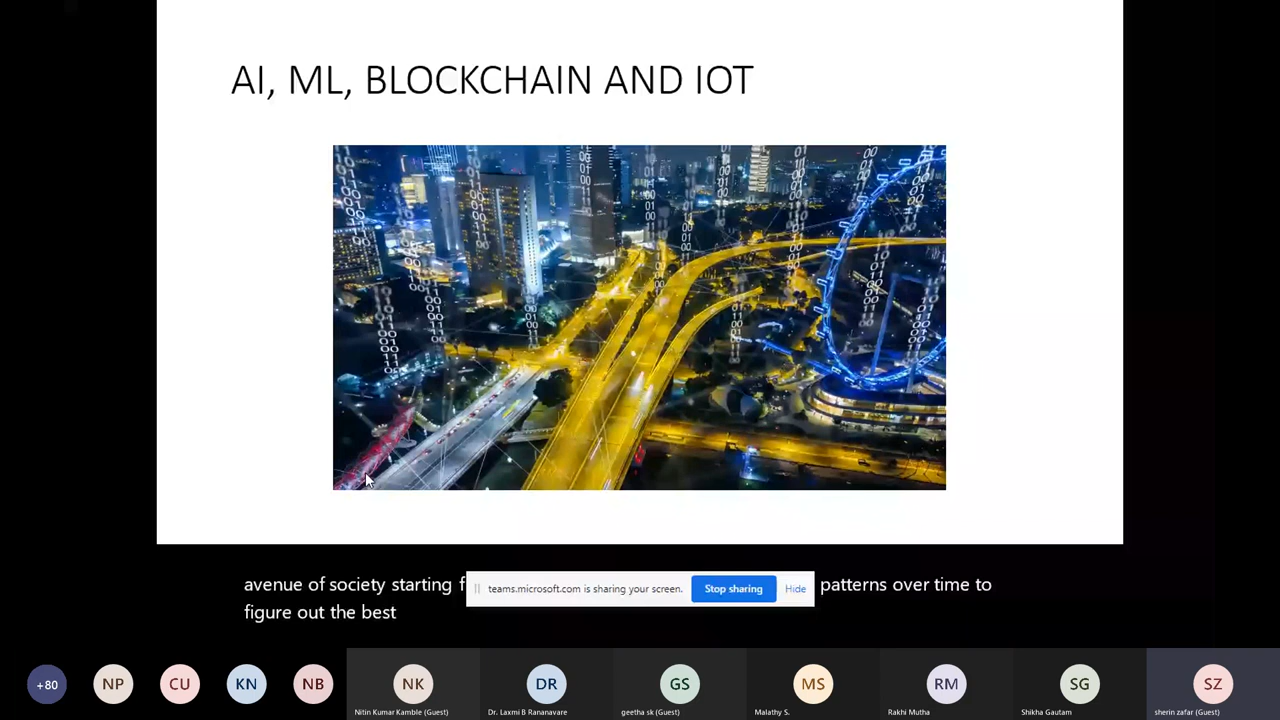 AI, ML, BLOCKCHAIN AND IOT
avenue of society starting f
teams.microsoft.com is sharing your screen.
Stop sharing
Hide
patterns over time to
figure out the best
+80
NP
CU
KN
NB
NK
DR
GS
MS
RM
SG
SZ
Nitin Kumar Kamble (Guest)
Dr. Laxmi B Rananavare
geetha sk (Guest)
Malathy S.
Rakhi Mutha
Shikha Gautam
sherin zafar (Guest)